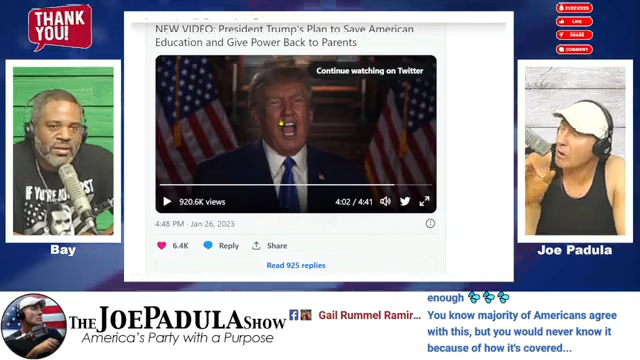 THANK
YOU!
NEW VIDEO: President Trump's Plan to Save American
Education and Give Power Back to Parents
Continue watching on Twitter
920.6K views
4:02 / 4:41
4:48 PM · Jan 26, 2023
6.4K
Reply
Share
Read 925 replies
SUBSCRIBE
LIKE
SHARE
COMMENT
IF YOU'RE
Bay
Joe Padula
THE JOEPADULA SHOW
America's Party with a Purpose
Gail Rummel Ramir...
enough
You know majority of Americans agree
with this, but you would never know it
because of how it's covered...